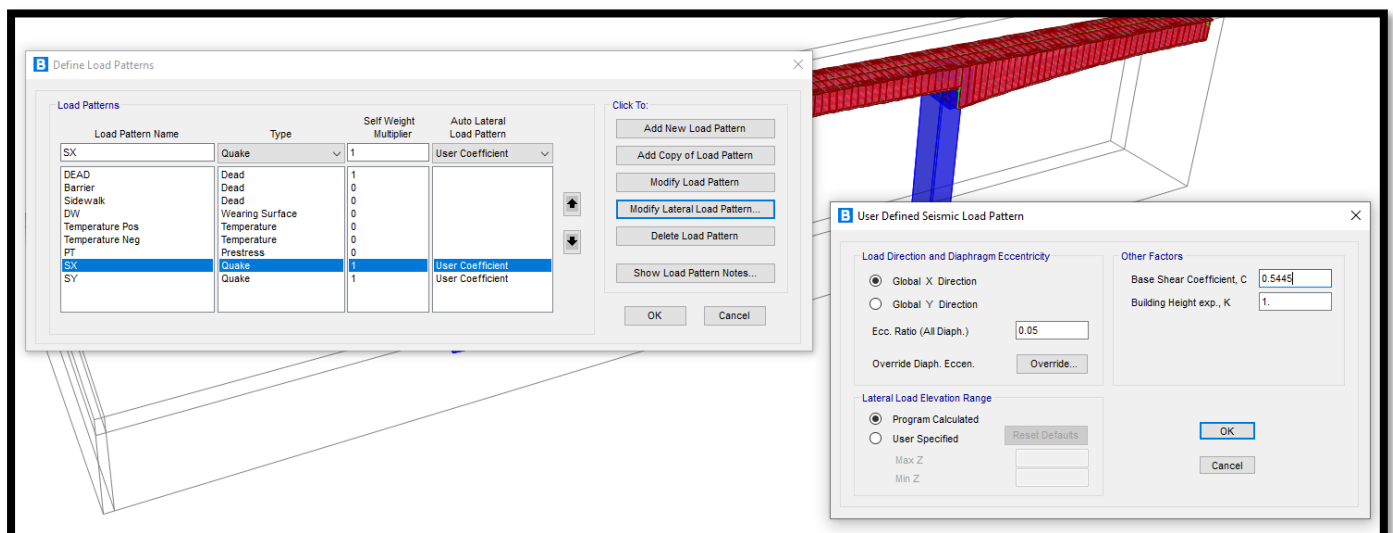 B Define Load Patterns
Load Patterns
Load Pattern Name Type Self Weight Multiplier Auto Lateral Load Pattern
SX Quake 1 User Coefficient
DEAD Dead 1
Barrier Dead 0
Sidewalk Dead 0
DW Wearing Surface 0
Temperature Pos Temperature 0
Temperature Neg Temperature 0
PT Prestress 0
SX Quake 1 User Coefficient
SY Quake 1 User Coefficient
Click To:
Add New Load Pattern
Add Copy of Load Pattern
Modify Load Pattern
Modify Lateral Load Pattern...
Delete Load Pattern
Show Load Pattern Notes...
OK Cancel
B User Defined Seismic Load Pattern
Load Direction and Diaphragm Eccentricity
Global X Direction
Global Y Direction
Ecc. Ratio (All Diaph.) 0.05
Override Diaph. Eccen. Override...
Other Factors
Base Shear Coefficient, C 0.5445
Building Height exp., K 1.
Lateral Load Elevation Range
Program Calculated
User Specified Reset Defaults
Max Z
Min Z
OK
Cancel